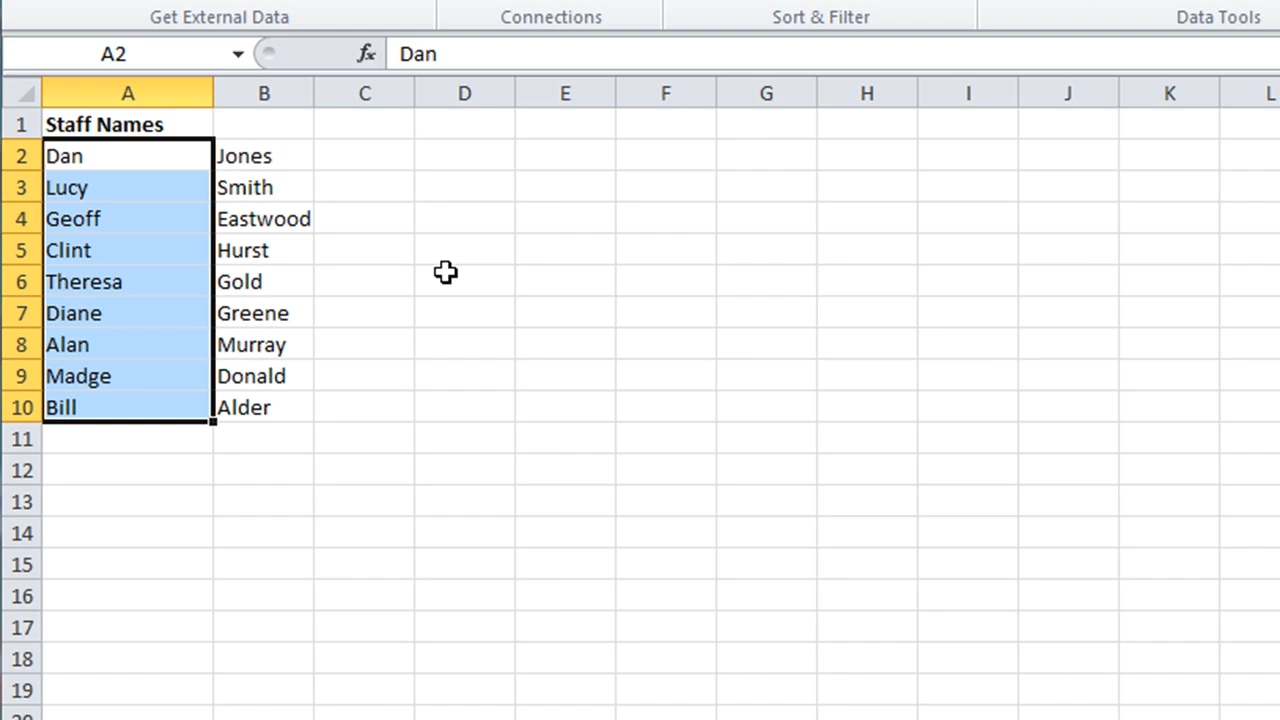 Get External Data Connections Sort & Filter Data Tools
A2 fx Dan
A B C D E F G H I J K L
1 Staff Names
2 Dan Jones
3 Lucy Smith
4 Geoff Eastwood
5 Clint Hurst
6 Theresa Gold
7 Diane Greene
8 Alan Murray
9 Madge Donald
10 Bill Alder
11
12
13
14
15
16
17
18
19